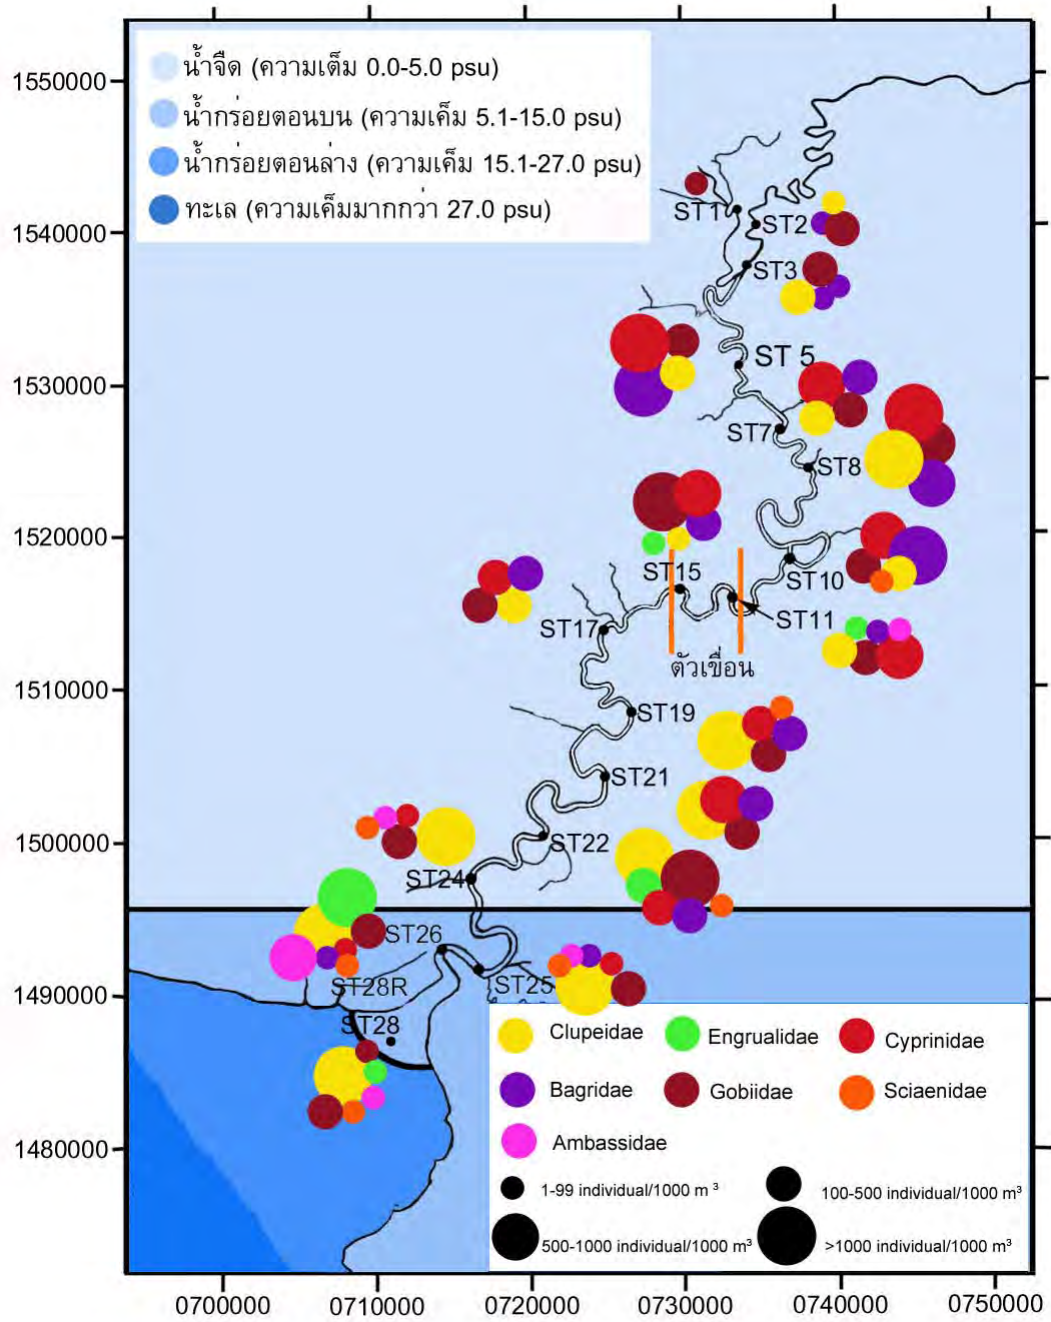 น้ำจืด (ความเต็ม 0.0-5.0 psu)
น้ำกร่อยตอนบน (ความเค็ม 5.1-15.0 psu)
น้ำกร่อยตอนล่าง (ความเค็ม 15.1-27.0 psu)
ทะเล (ความเค็มมากกว่า 27.0 psu)
1550000
1540000
1530000
1520000
1510000
1500000
1490000
1480000
ST1
ST2
ST3
ST 5
ST7
ST8
ST10
ST15
ST11
ตัวเขื่อน
ST17
ST19
ST21
ST22
ST24
ST26
ST25
ST28R
ST28
Clupeidae
Engrualidae
Cyprinidae
Bagridae
Gobiidae
Sciaenidae
Ambassidae
1-99 individual/1000 m³
100-500 individual/1000 m³
500-1000 individual/1000 m³
>1000 individual/1000 m³
0700000
0710000
0720000
0730000
0740000
0750000